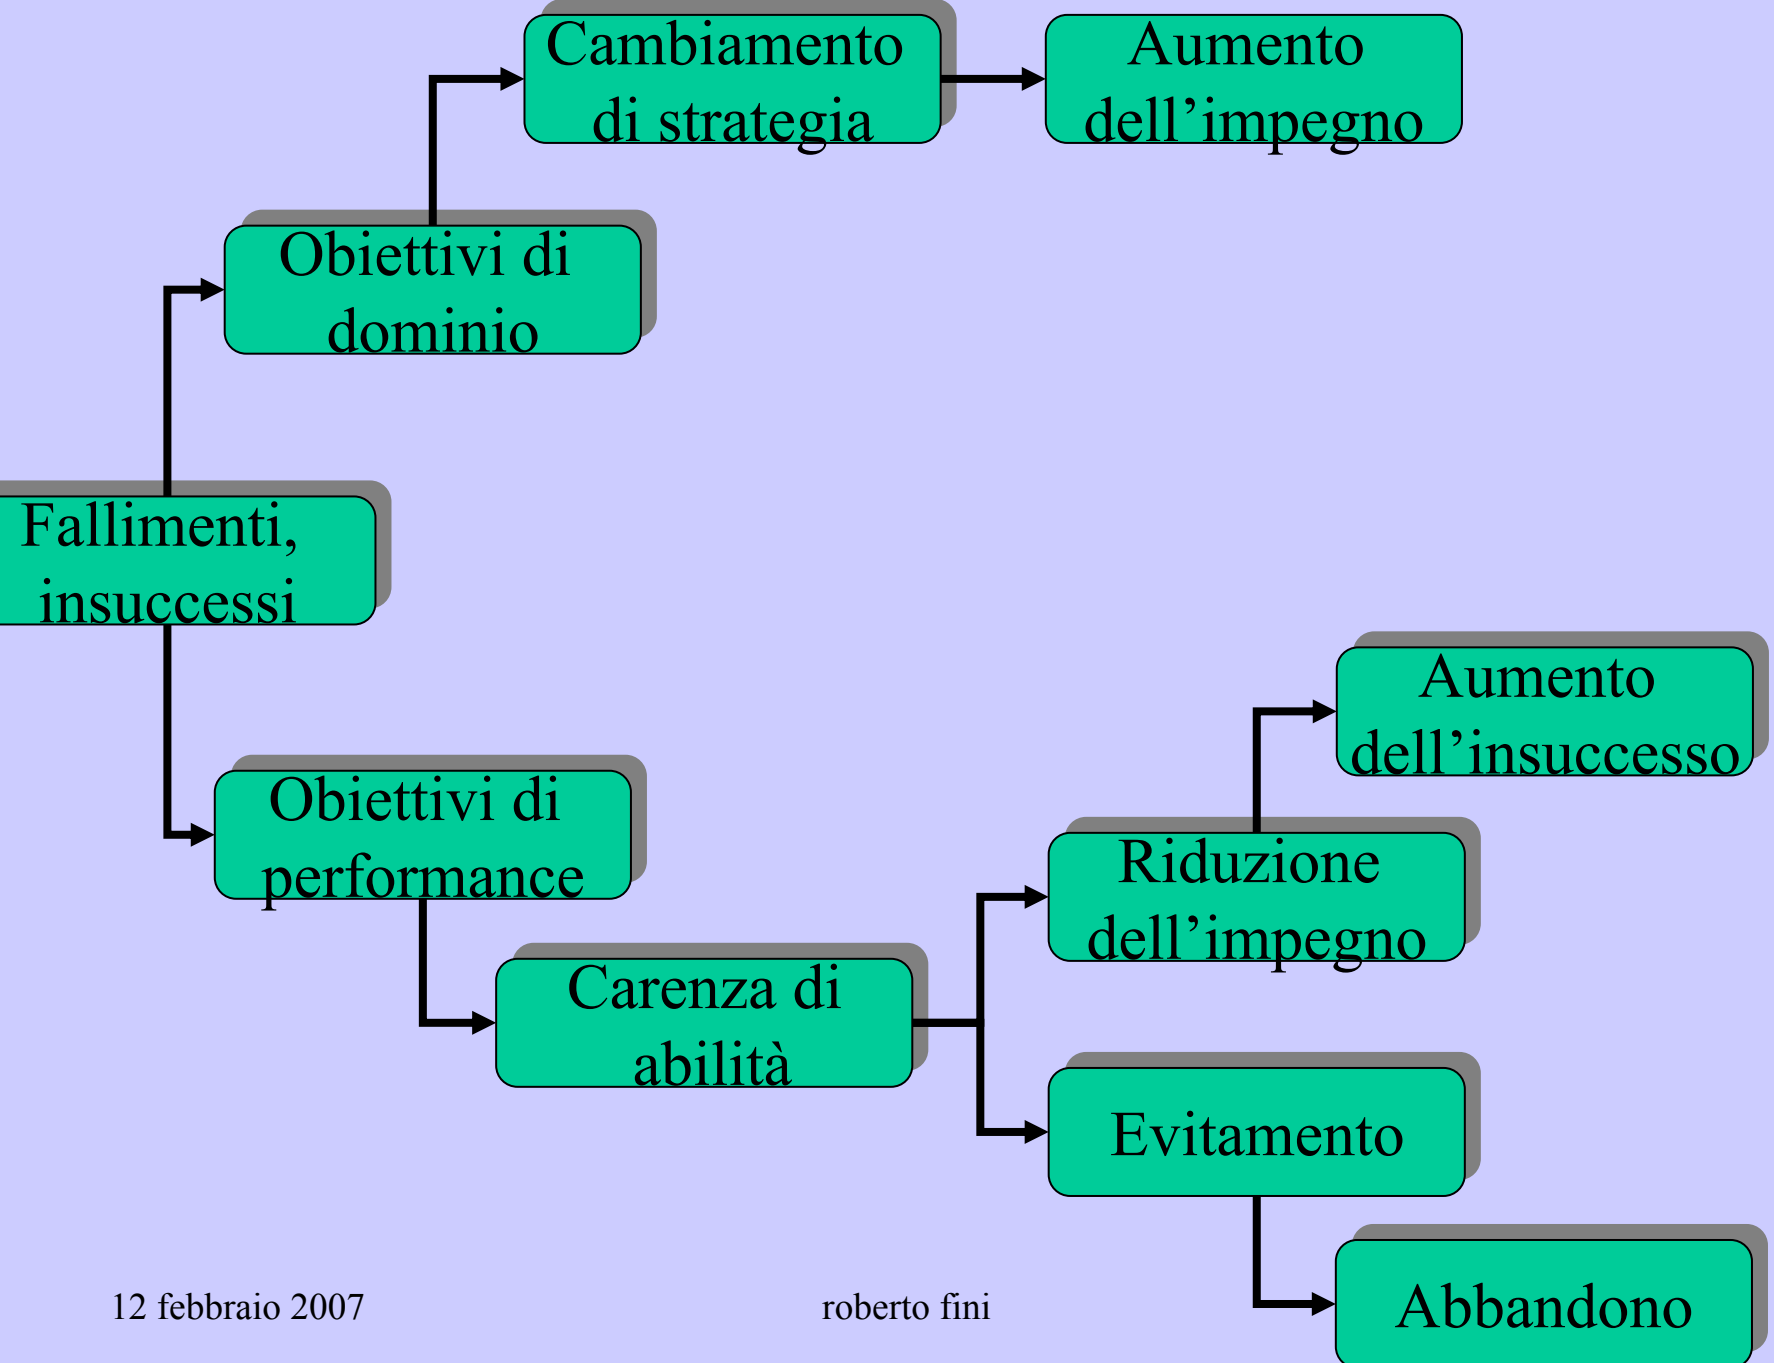 Cambiamento
di strategia
Aumento
dell’impegno
Obiettivi di
dominio
Fallimenti,
insuccessi
Aumento
dell’insuccesso
Obiettivi di
performance
Riduzione
dell’impegno
Carenza di
abilità
Evitamento
Abbandono
12 febbraio 2007
roberto fini